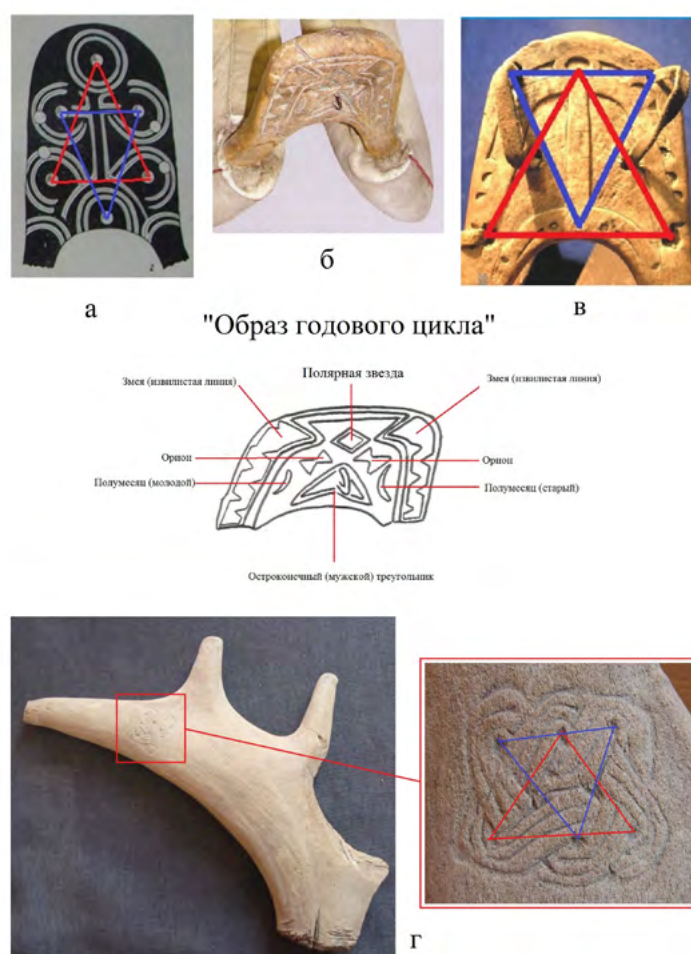 а
б
в
"Образ годового цикла"
Полярная звезда
Змея (извилистая линия)
Змея (извилистая линия)
Орион
Орион
Полумесяц (молодой)
Полумесяц (старый)
Остроконечный (мужской) треугольник
г